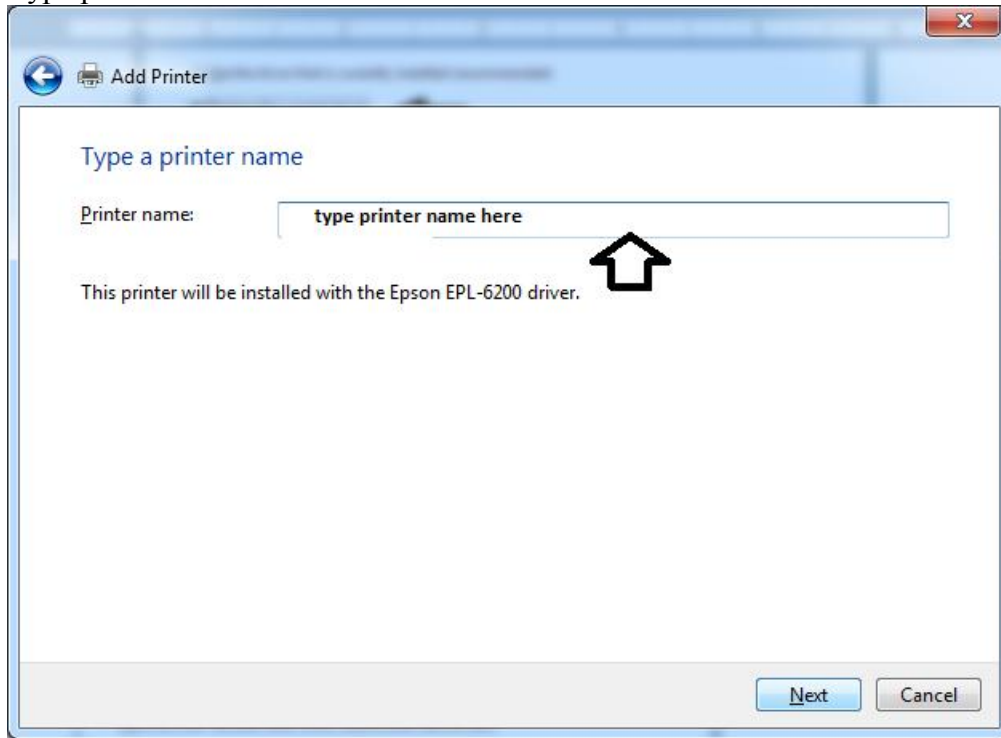 Add Printer
Type a printer name
Printer name: type printer name here
This printer will be installed with the Epson EPL-6200 driver.
Next Cancel